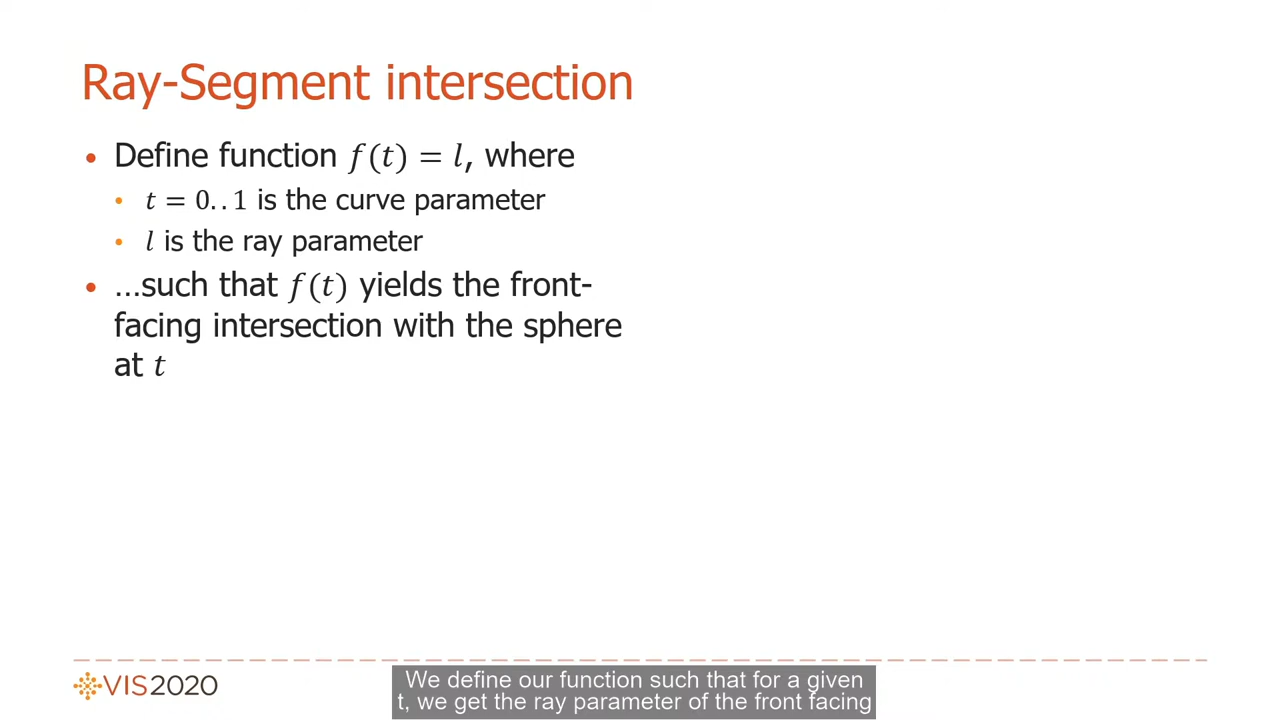 Ray-Segment intersection
• Define function f(t) = l, where
• t = 0..1 is the curve parameter
• l is the ray parameter
• ...such that f(t) yields the front-
facing intersection with the sphere
at t
VIS2020
We define our function such that for a given
t, we get the ray parameter of the front facing